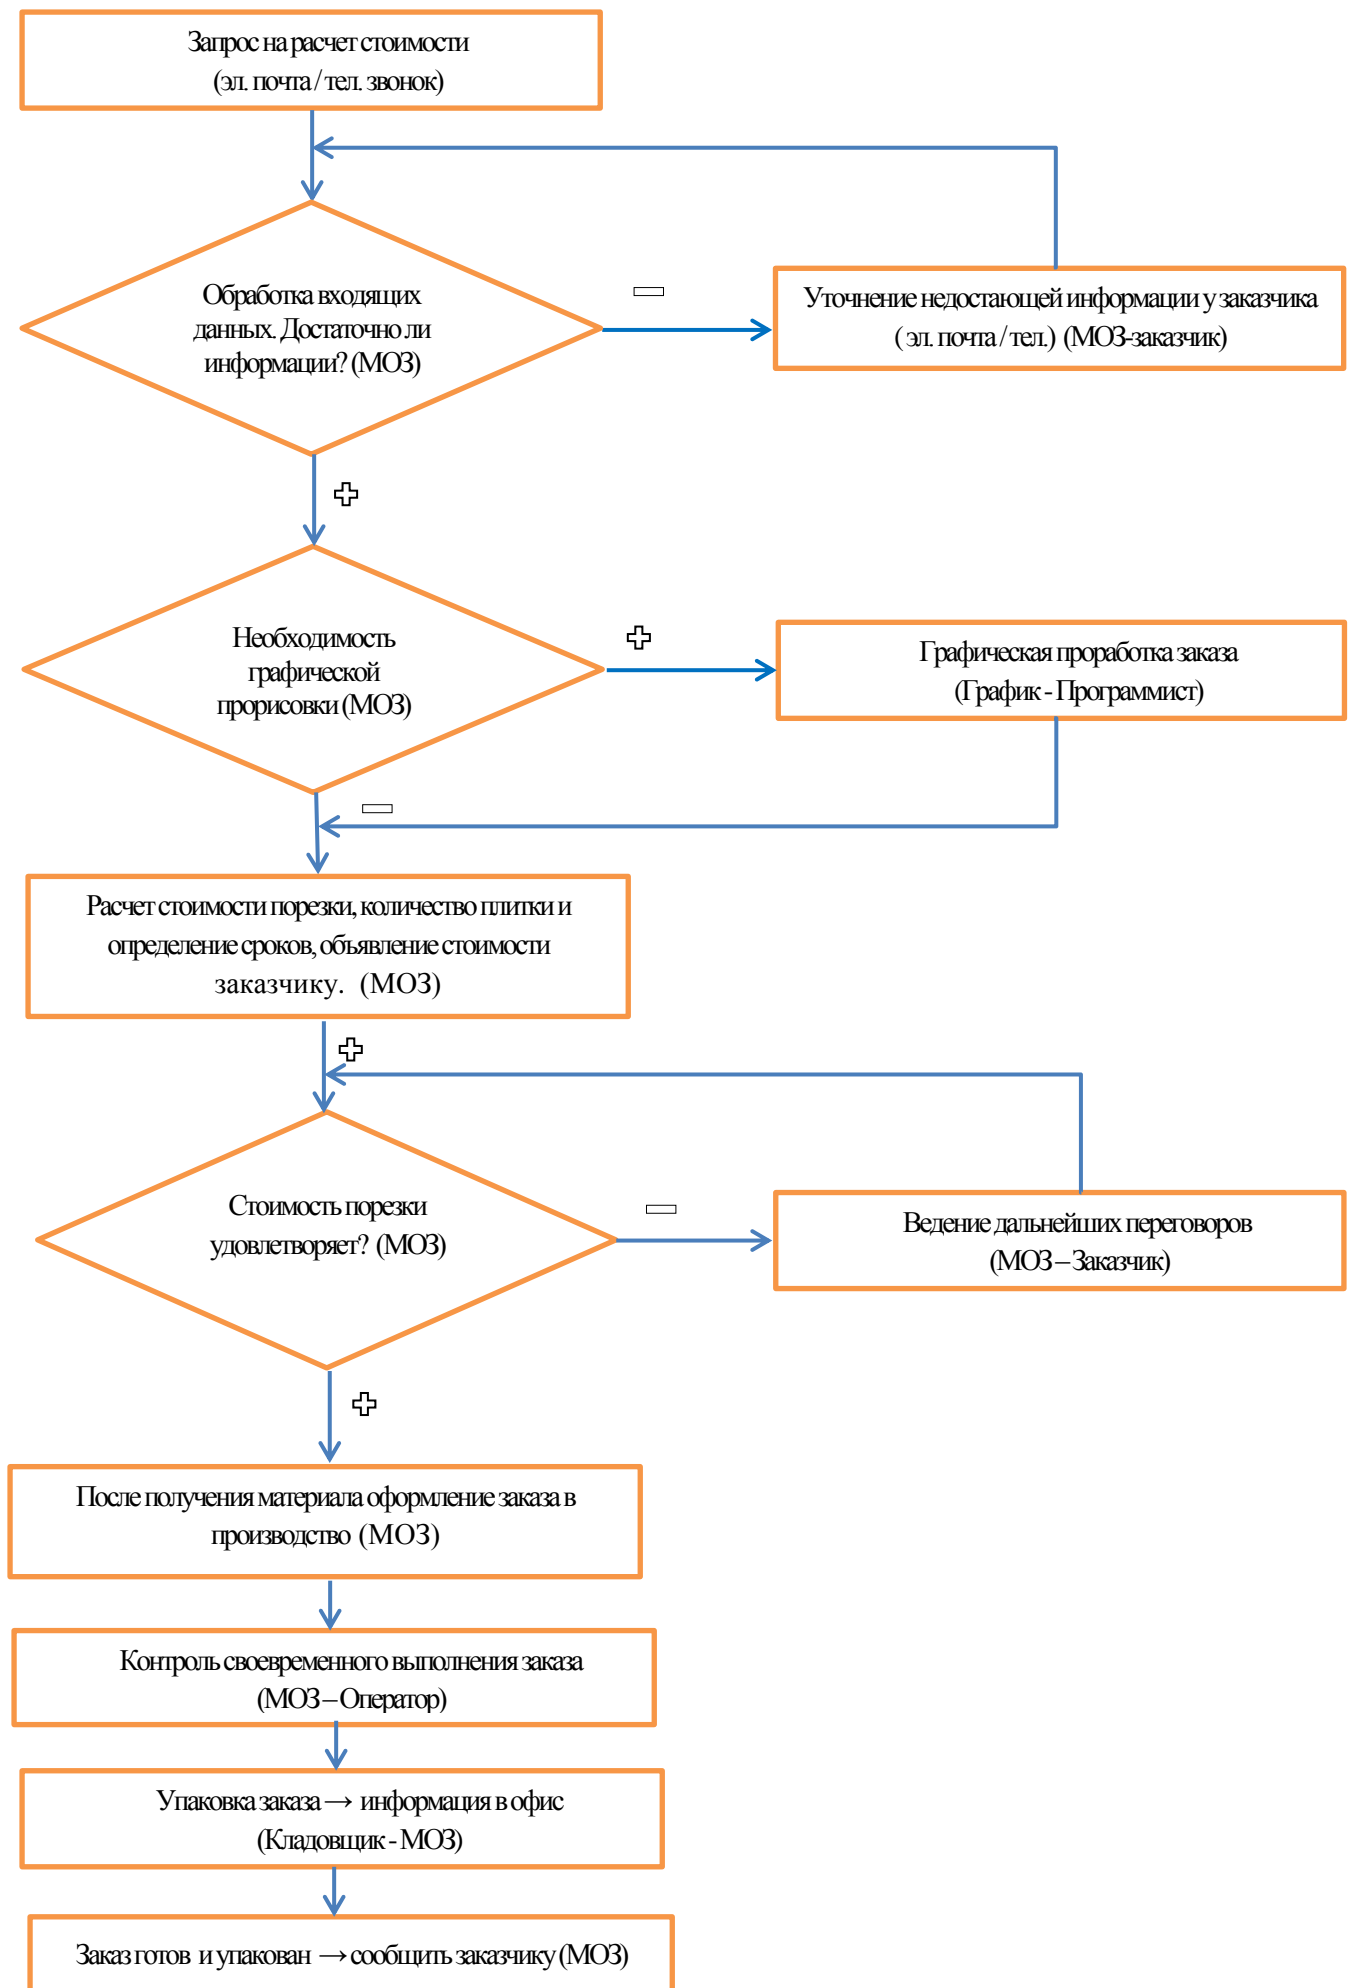 Запрос на расчет стоимости
(эл. почта / тел. звонок)
Обработка входящих
данных. Достаточно ли
информации? (МОЗ)
Уточнение недостающей информации у заказчика
( эл. почта / тел.) (МОЗ-заказчик)
Необходимость
графической
прорисовки (МОЗ)
Графическая проработка заказа
(График - Программист)
Расчет стоимости порезки, количество плитки и
определение сроков, объявление стоимости
заказчику. (МОЗ)
Стоимость порезки
удовлетворяет? (МОЗ)
Ведение дальнейших переговоров
(МОЗ – Заказчик)
После получения материала оформление заказа в
производство (МОЗ)
Контроль своевременного выполнения заказа
(МОЗ – Оператор)
Упаковка заказа → информация в офис
(Кладовщик - МОЗ)
Заказ готов и упакован → сообщить заказчику (МОЗ)